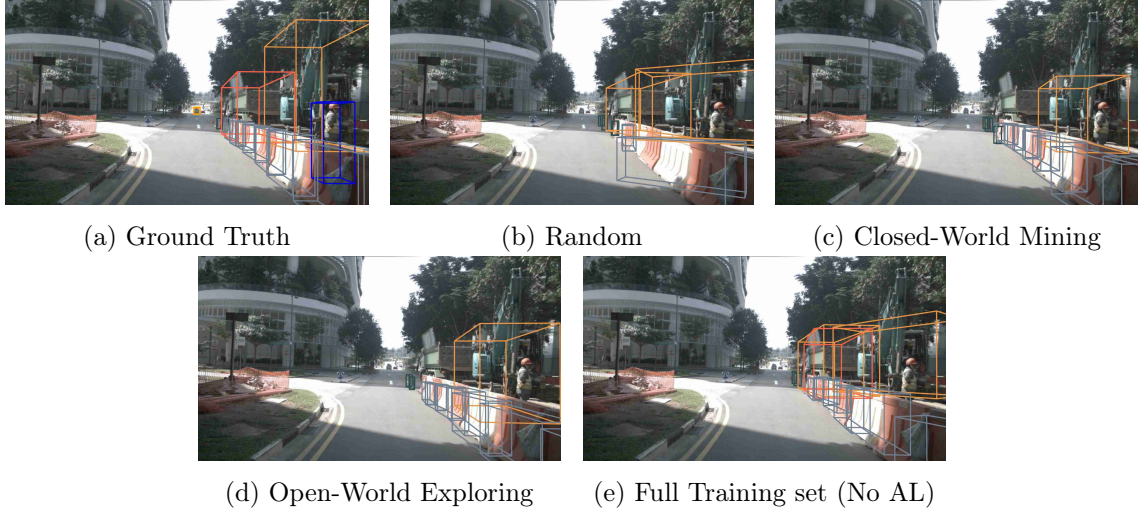 (a) Ground Truth
(b) Random
(c) Closed-World Mining
(d) Open-World Exploring
(e) Full Training set (No AL)